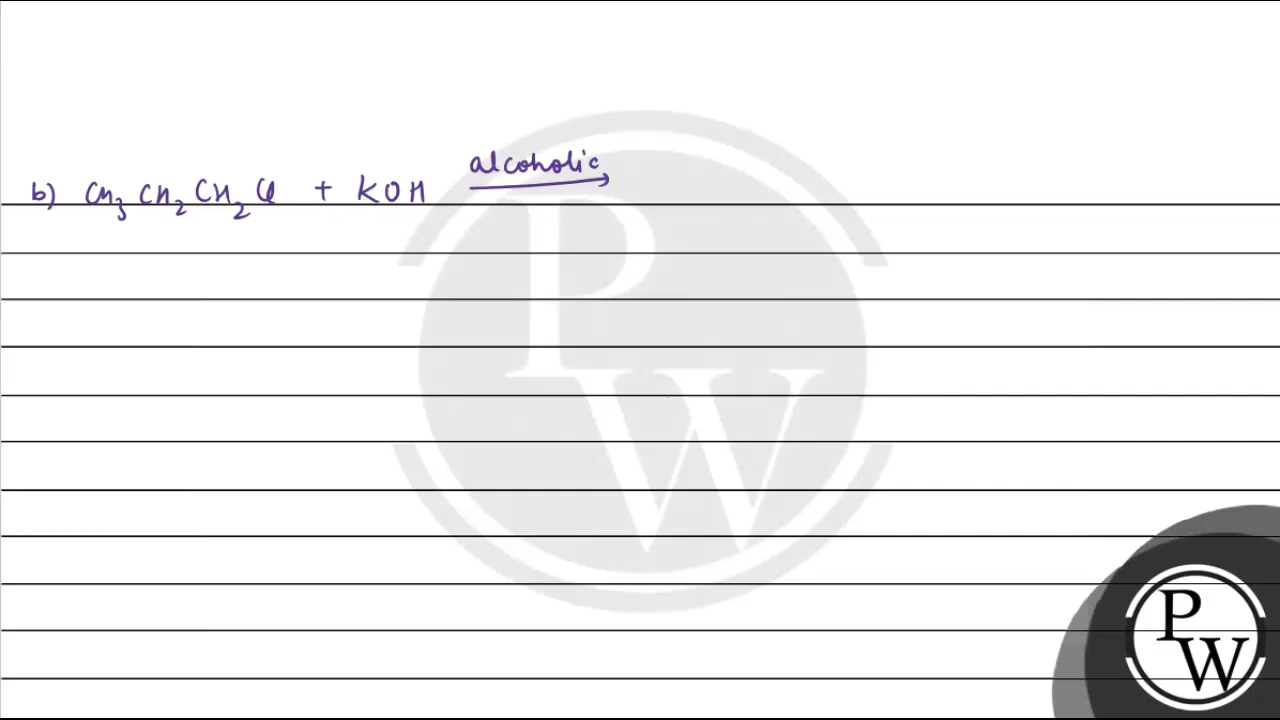 b) CH₃ CH₂ CH₂ Cl + KOH alcoholic →
P
W
P
W